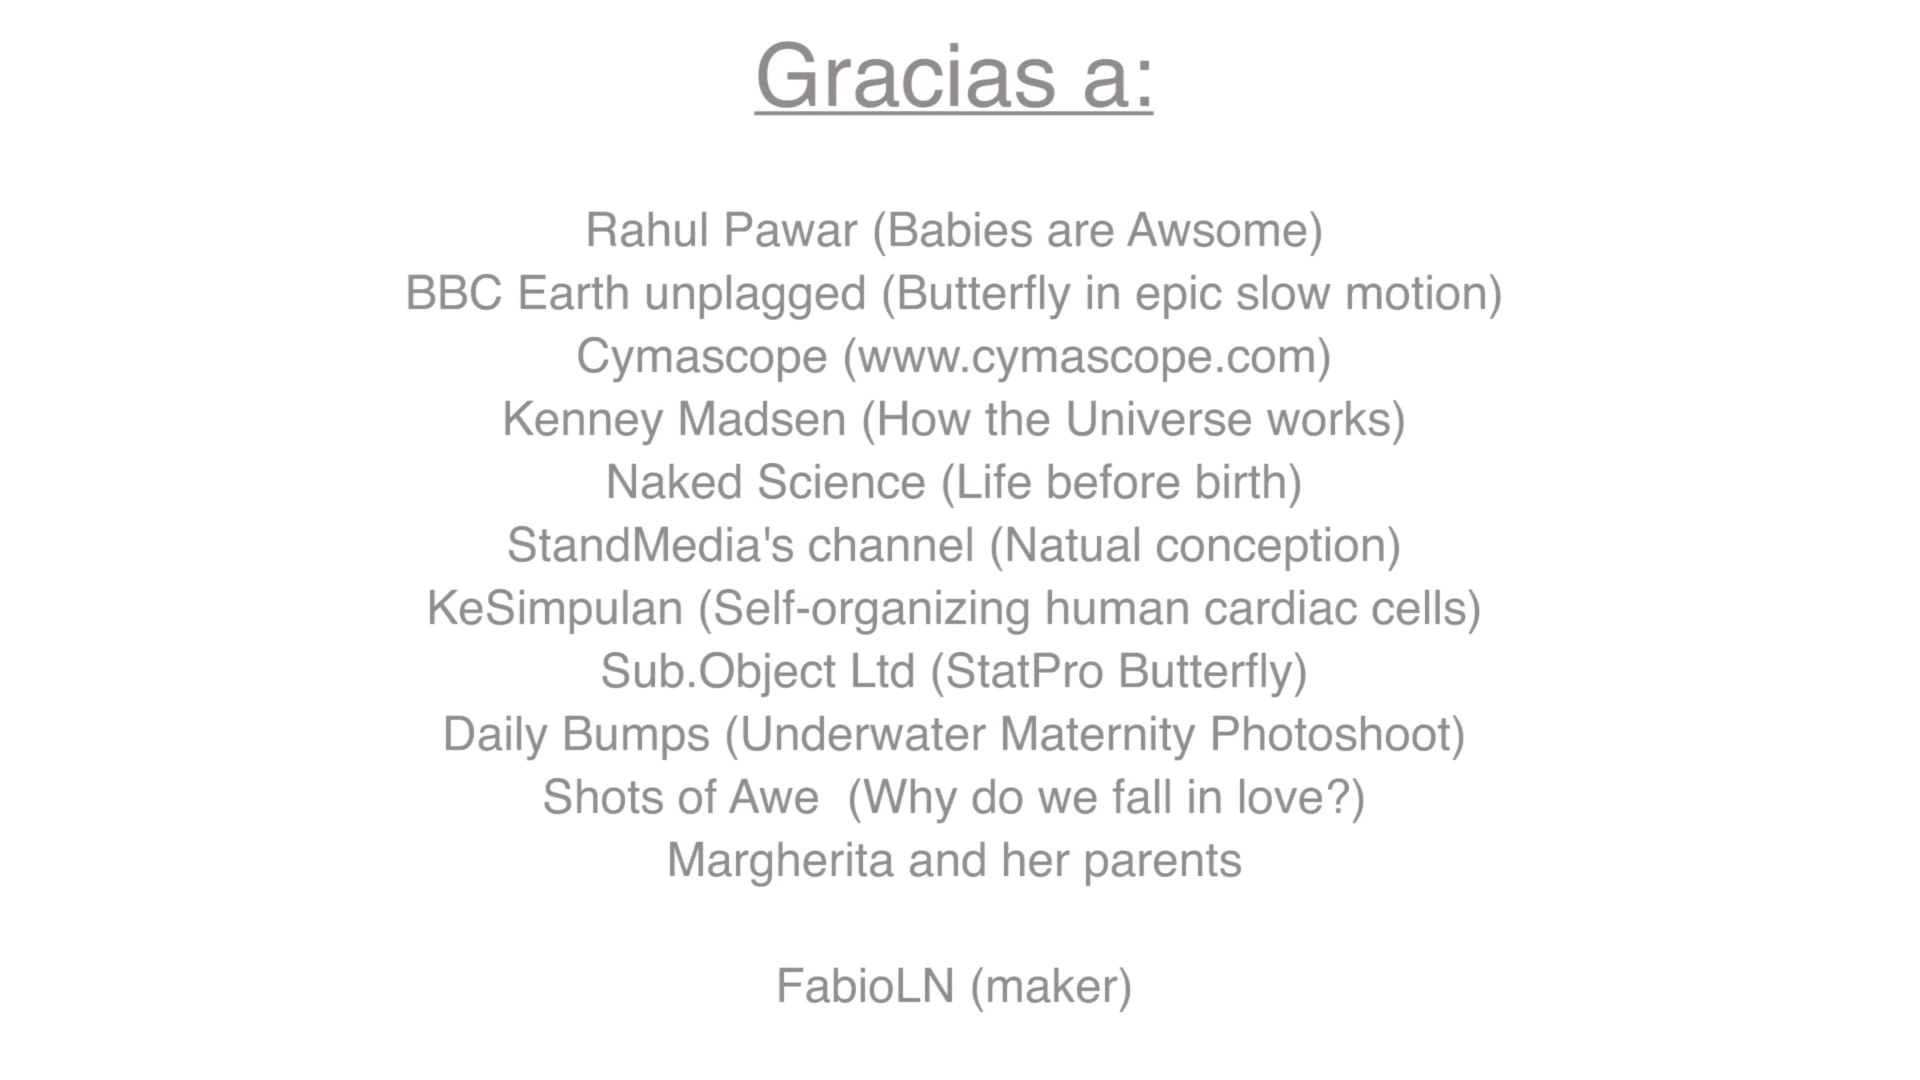 Gracias a:
Rahul Pawar (Babies are Awsome)
BBC Earth unplagged (Butterfly in epic slow motion)
Cymascope (www.cymascope.com)
Kenney Madsen (How the Universe works)
Naked Science (Life before birth)
StandMedia's channel (Natual conception)
KeSimpulan (Self-organizing human cardiac cells)
Sub.Object Ltd (StatPro Butterfly)
Daily Bumps (Underwater Maternity Photoshoot)
Shots of Awe  (Why do we fall in love?)
Margherita and her parents
FabioLN (maker)